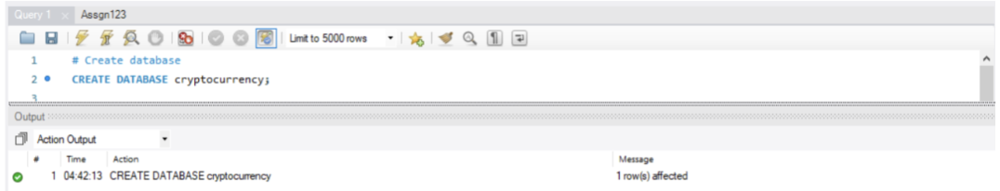 Query 1 × Assgn123
Limit to 5000 rows
1 # Create database
2 CREATE DATABASE cryptocurrency;
3
Output
Action Output
# Time Action Message
1 04:42:13 CREATE DATABASE cryptocurrency 1 row(s) affected